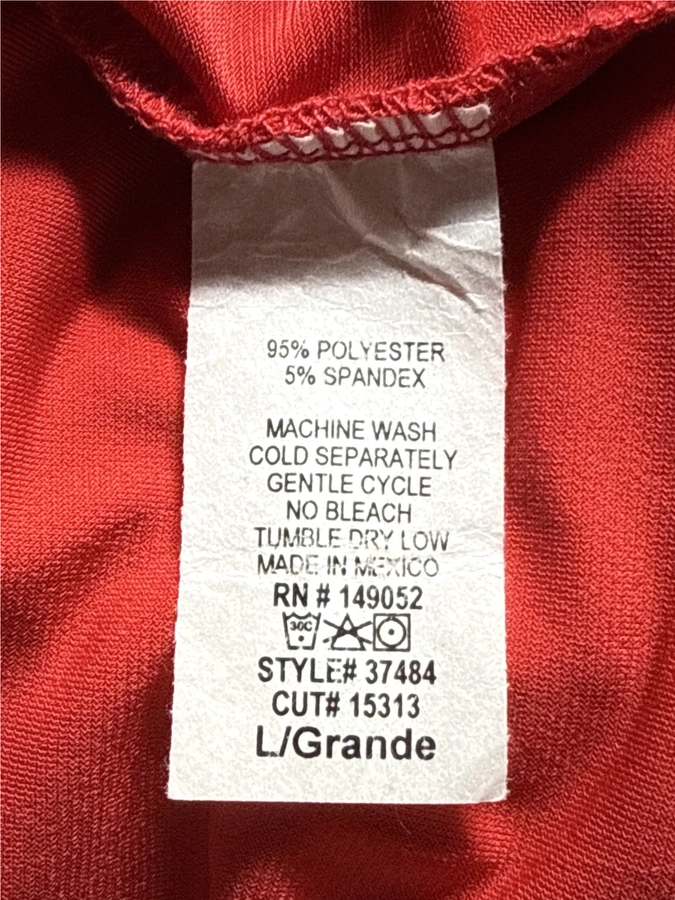 95% POLYESTER
5% SPANDEX
MACHINE WASH
COLD SEPARATELY
GENTLE CYCLE
NO BLEACH
TUMBLE DRY LOW
MADE IN MEXICO
RN # 149052
30C
STYLE# 37484
CUT# 15313
L/Grande